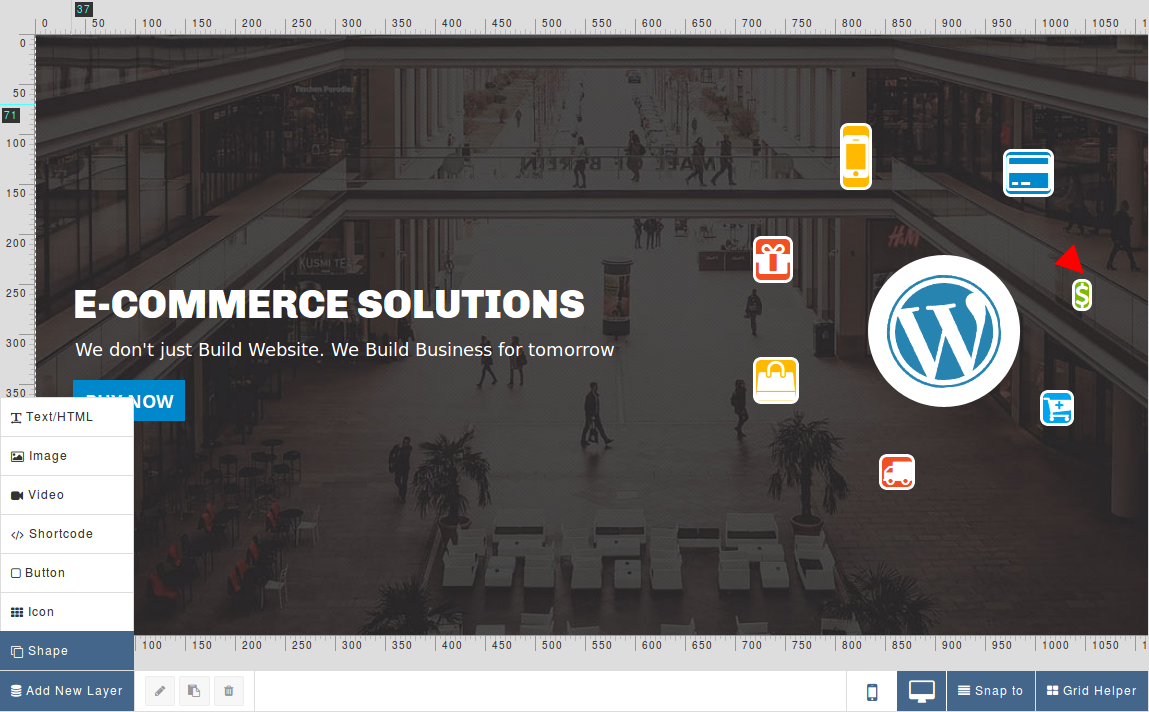 37
0 50 100 150 200 250 300 350 400 450 500 550 600 650 700 750 800 850 900 950 1000 1050 1
0
50
71
100
150
200
250
300
350
H&M
KUSMI TEA
E-COMMERCE SOLUTIONS
We don't just Build Website. We Build Business for tomorrow
BUY NOW
$
Text/HTML
Image
Video
</> Shortcode
Button
Icon
Shape
100 150 200 250 300 350 400 450 500 550 600 650 700 750 800 850 900 950 1000 1050 1
Add New Layer
Snap to
Grid Helper